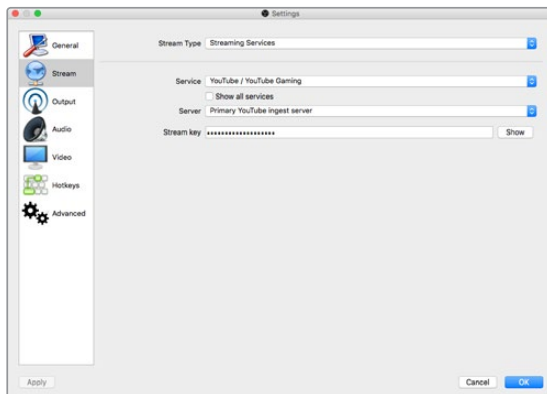 Settings
General
Stream
Output
Audio
Video
Hotkeys
Advanced
Stream Type Streaming Services
Service YouTube / YouTube Gaming
Show all services
Server Primary YouTube ingest server
Stream key ••••••••••••••••••• Show
Apply Cancel OK